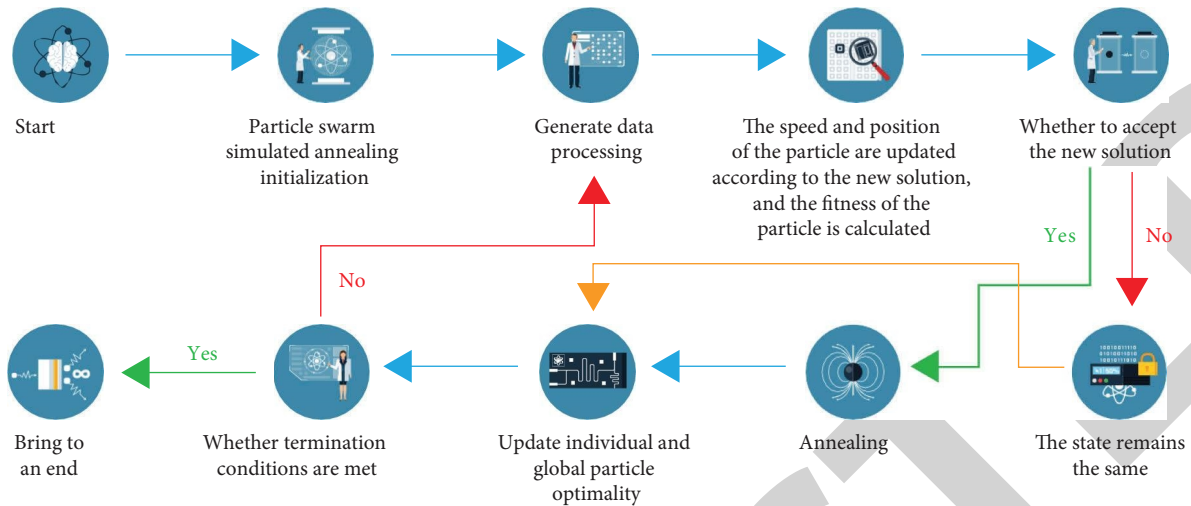 Start
Particle swarm
simulated annealing
initialization
Generate data
processing
The speed and position
of the particle are updated
according to the new solution,
and the fitness of the
particle is calculated
Whether to accept
the new solution
Yes
No
No
Yes
Bring to
an end
Whether termination
conditions are met
Update individual and
global particle
optimality
Annealing
10010011110
01010011010
10010111010
The state remains
the same